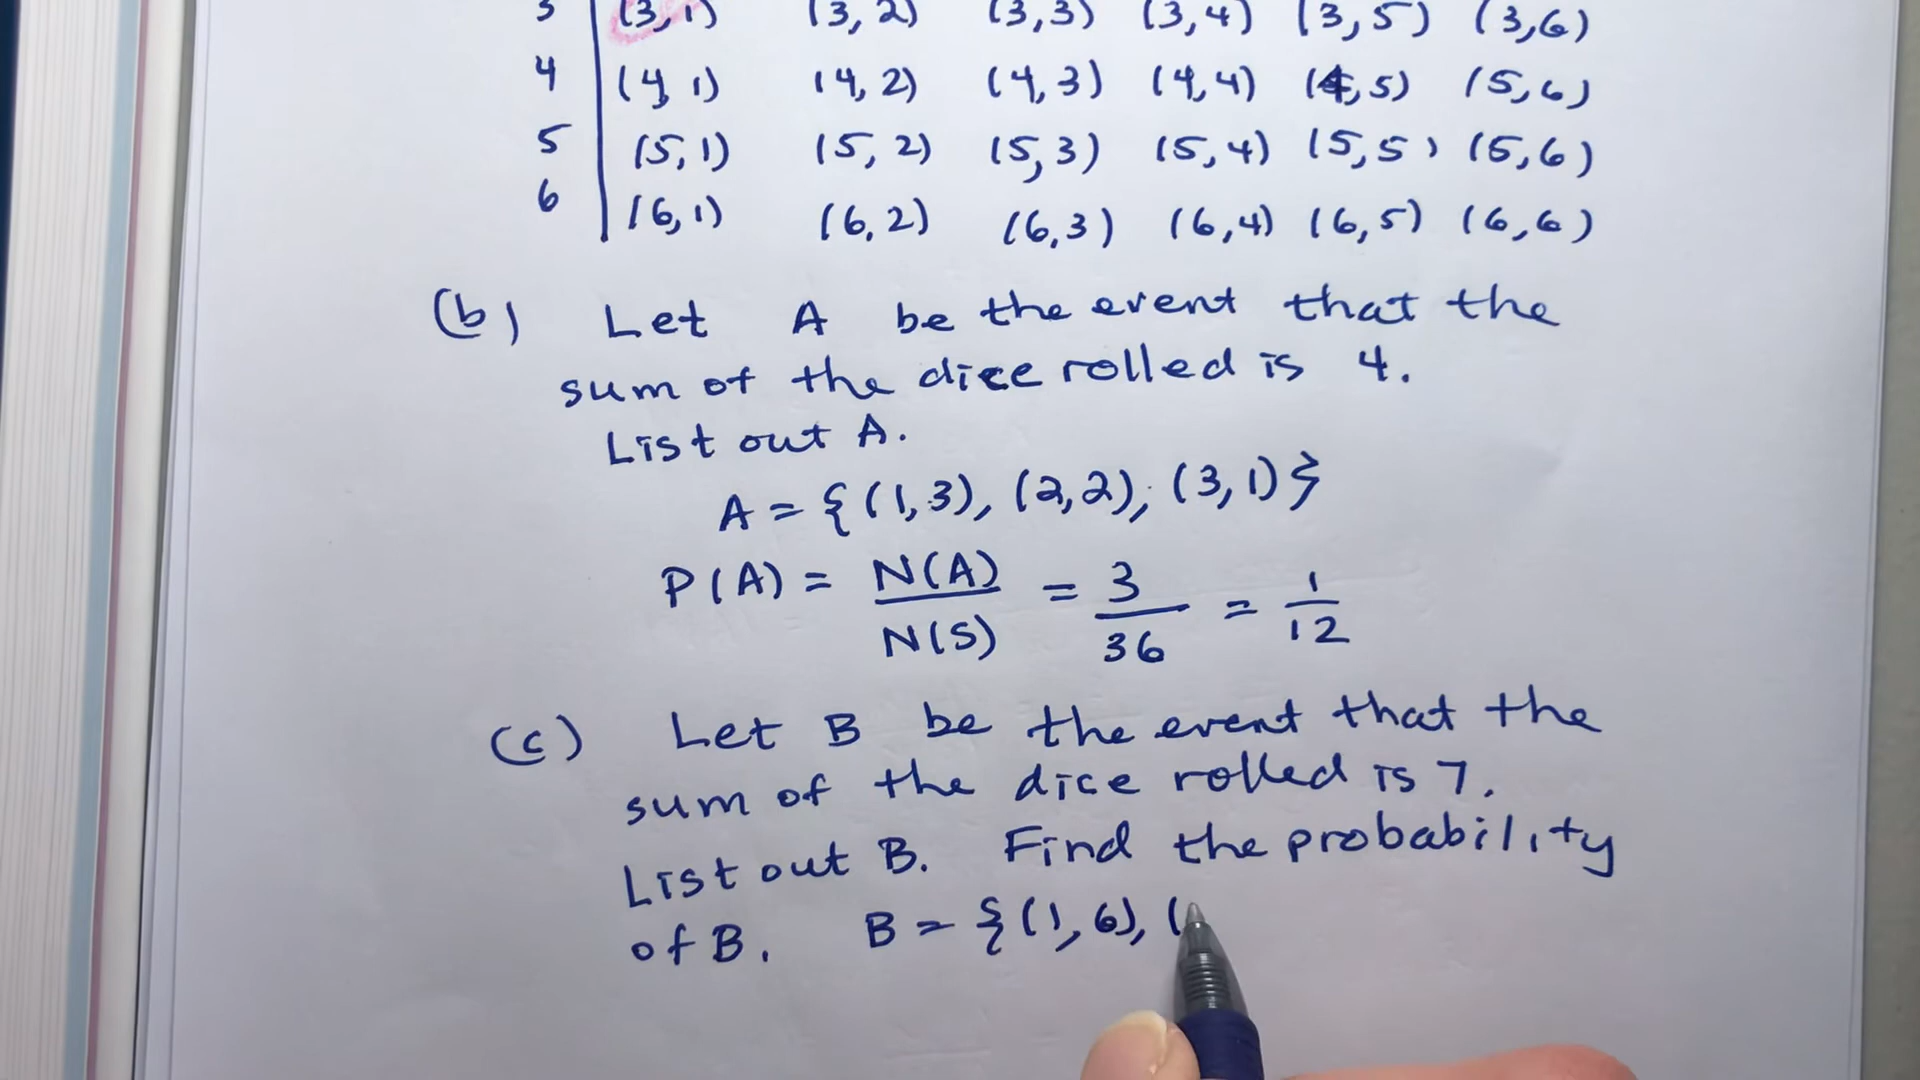 3 (3,1) (3,2) (3,3) (3,4) (3,5) (3,6)
4 (4,1) (4,2) (4,3) (4,4) (4,5) (5,6)
5 (5,1) (5,2) (5,3) (5,4) (5,5) (5,6)
6 (6,1) (6,2) (6,3) (6,4) (6,5) (6,6)
(b) Let A be the event that the
sum of the dice rolled is 4.
List out A.
A = {(1,3), (2,2), (3,1)}
P(A) = N(A)/N(S) = 3/36 = 1/12
(c) Let B be the event that the
sum of the dice rolled is 7.
List out B. Find the probability
of B. B = {(1,6), (